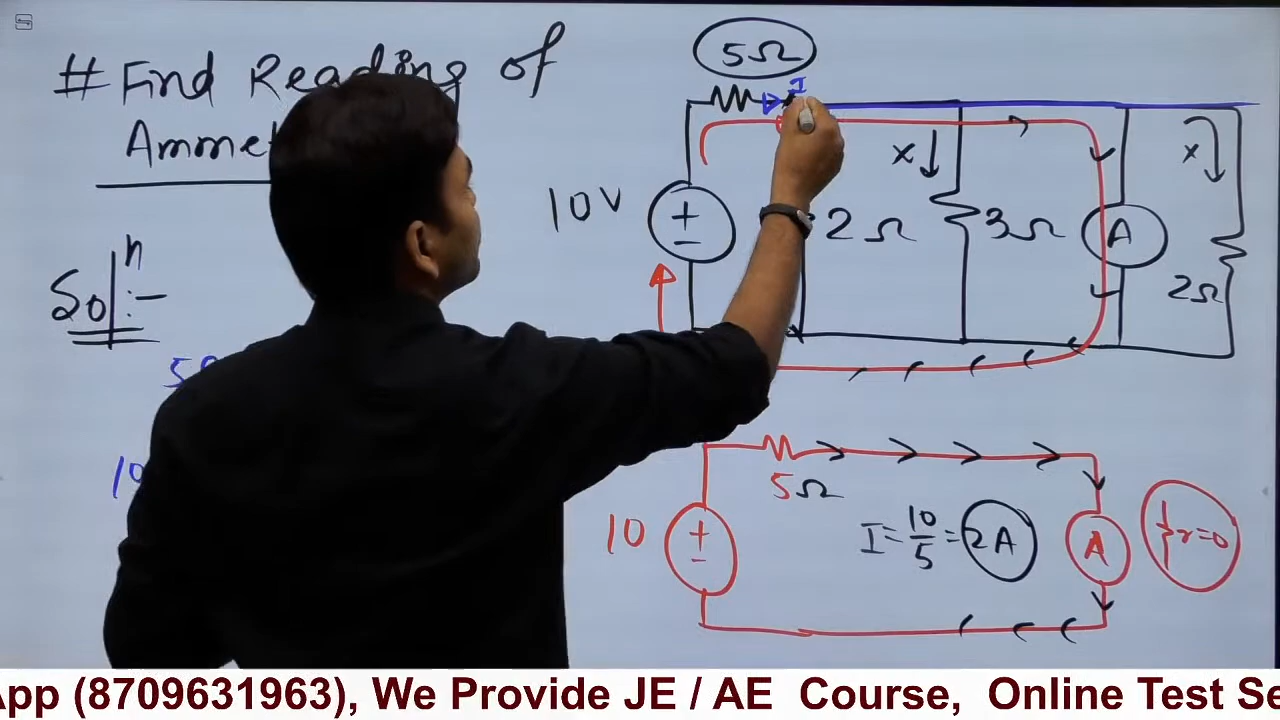 # Find Reading of
Sol^n :-
5Ω
I
10V
x
2Ω
3Ω
A
x
2Ω
5Ω
10
I = 10/5 = 2A
A
r=0
App (8709631963), We Provide JE / AE Course, Online Test Se